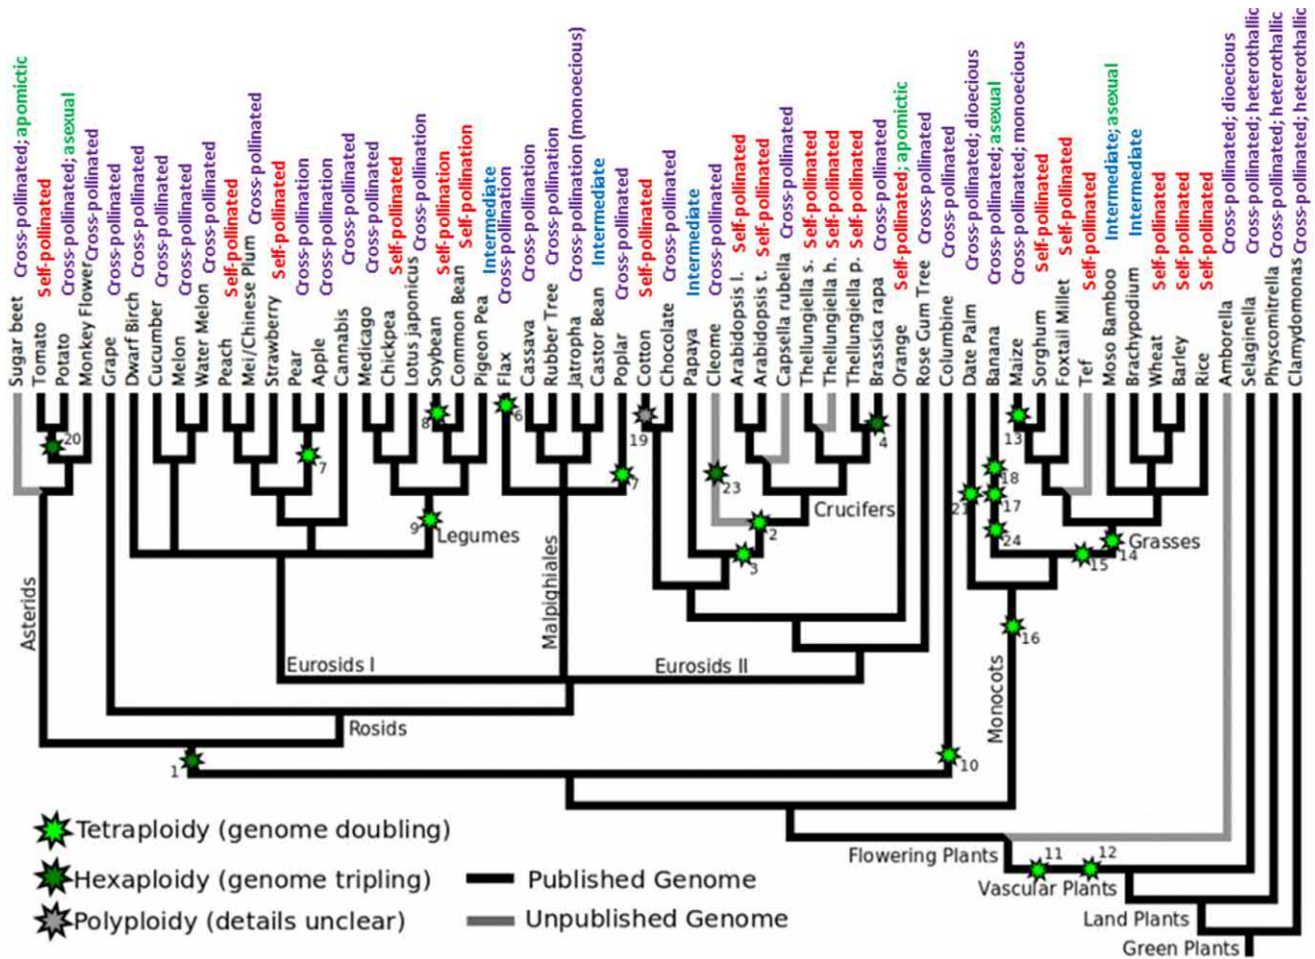 Cross-pollinated; apomictic
Self-pollinated
Cross-pollinated; asexual
Cross-pollinated
Cross-pollinated
Cross-pollinated
Cross-pollinated
Cross-pollinated
Cross-pollinated
Self-pollinated
Cross-pollinated
Self-pollinated
Cross-pollination
Cross-pollination
Cross-pollinated
Cross-pollinated
Self-pollinated
Cross-pollination
Self-pollination
Self-pollination
Intermediate
Cross-pollination
Cross-pollination
Cross-pollination
Cross-pollination (monoecious)
Intermediate
Cross-pollinated
Self-pollinated
Cross-pollinated
Intermediate
Cross-pollinated
Self-pollinated
Self-pollinated
Cross-pollinated
Self-pollinated
Self-pollinated
Self-pollinated
Cross-pollinated
Self-pollinated; apomictic
Cross-pollinated
Cross-pollinated
Cross-pollinated; dioecious
Cross-pollinated; asexual
Cross-pollinated; monoecious
Self-pollinated
Self-pollinated
Self-pollinated
Intermediate; asexual
Intermediate
Self-pollinated
Self-pollinated
Self-pollinated
Cross-pollinated; dioecious
Cross-pollinated; heterothallic
Cross-pollinated; heterothallic
Cross-pollinated; heterothallic
Sugar beet
Tomato
Potato
Monkey Flower
Grape
Dwarf Birch
Cucumber
Melon
Water Melon
Peach
Mei/Chinese Plum
Strawberry
Pear
Apple
Cannabis
Medicago
Chickpea
Lotus japonicus
Soybean
Common Bean
Pigeon Pea
Flax
Cassava
Rubber Tree
Jatropha
Castor Bean
Poplar
Cotton
Chocolate
Papaya
Cleome
Arabidopsis l.
Arabidopsis t.
Capsella rubella
Thellungiella s.
Thellungiella h.
Thellungiella p.
Brassica rapa
Orange
Rose Gum Tree
Columbine
Date Palm
Banana
Maize
Sorghum
Foxtail Millet
Tef
Moso Bamboo
Brachypodium
Wheat
Barley
Rice
Amborella
Selaginella
Physcomitrella
Clamydomonas
20
7
8
9
Legumes
6
7
19
23
2
3
4
Crucifers
13
18
17
21
24
15
14
Grasses
16
Asterids
Malpighiales
Eurosids I
Eurosids II
Monocots
Rosids
1
10
Tetraploidy (genome doubling)
Hexaploidy (genome tripling)
Polyploidy (details unclear)
Published Genome
Unpublished Genome
Flowering Plants
11
12
Vascular Plants
Land Plants
Green Plants